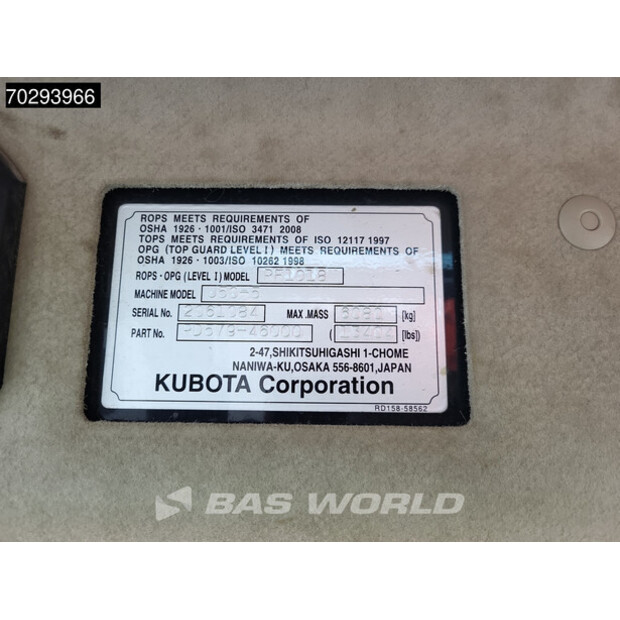 70293966
ROPS MEETS REQUIREMENTS OF
OSHA 1926 · 1001/ISO 3471 2008
TOPS MEETS REQUIREMENTS OF ISO 12117 1997
OPG (TOP GUARD LEVEL I) MEETS REQUIREMENTS OF
OSHA 1926 · 1003/ISO 10262 1998
ROPS · OPG (LEVEL I) MODEL
MACHINE MODEL
SERIAL No. 2061084 MAX .MASS [kg]
PART No. ( 13404 ) [lbs]
2-47,SHIKITSUHIGASHI 1-CHOME
NANIWA-KU,OSAKA 556-8601,JAPAN
KUBOTA Corporation
RD158-58562
BAS WORLD